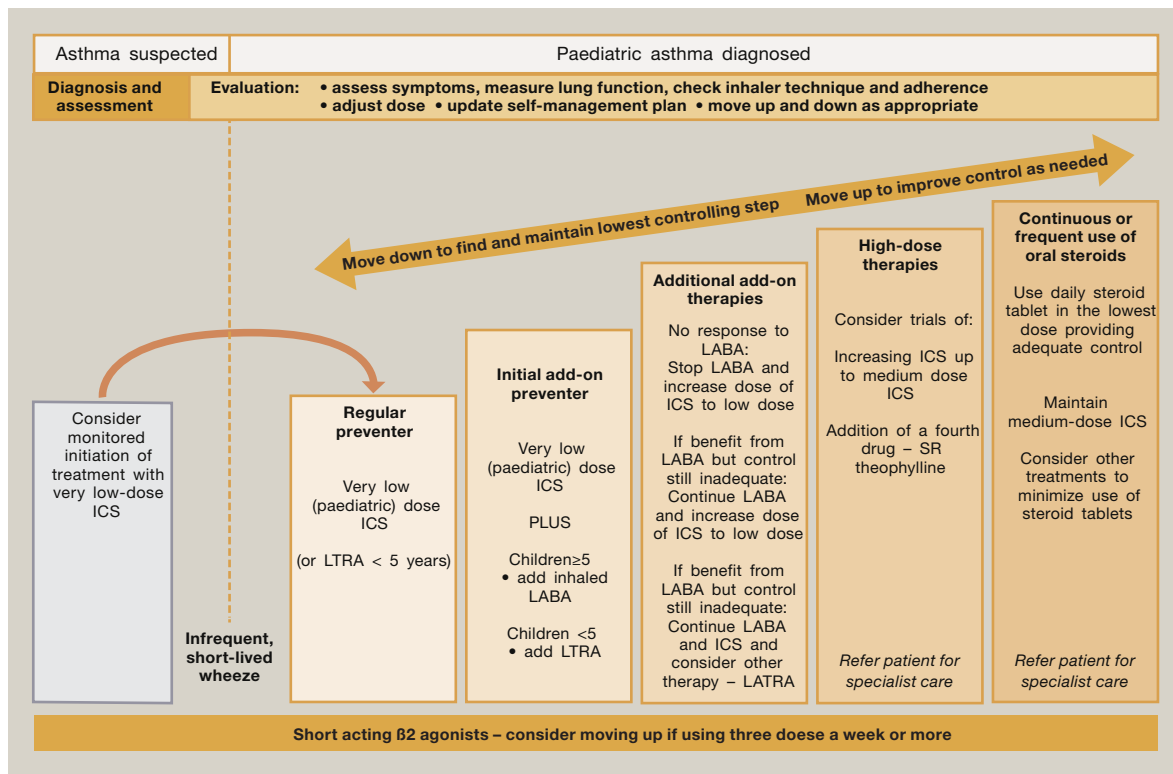 Asthma suspected
Paediatric asthma diagnosed
Diagnosis and
assessment
Evaluation: • assess symptoms, measure lung function, check inhaler technique and adherence
• adjust dose • update self-management plan • move up and down as appropriate
Move down to find and maintain lowest controlling step
Move up to improve control as needed
Consider
monitored
initiation of
treatment with
very low-dose
ICS
Infrequent,
short-lived
wheeze
Regular
preventer
Very low
(paediatric) dose
ICS
(or LTRA < 5 years)
Initial add-on
preventer
Very low
(paediatric) dose
ICS
PLUS
Children≥5
• add inhaled
LABA
Children <5
• add LTRA
Additional add-on
therapies
No response to
LABA:
Stop LABA and
increase dose of
ICS to low dose
If benefit from
LABA but control
still inadequate:
Continue LABA
and increase dose
of ICS to low dose
If benefit from
LABA but control
still inadequate:
Continue LABA
and ICS and
consider other
therapy – LATRA
High-dose
therapies
Consider trials of:
Increasing ICS up
to medium dose
ICS
Addition of a fourth
drug – SR
theophylline
Refer patient for
specialist care
Continuous or
frequent use of
oral steroids
Use daily steroid
tablet in the lowest
dose providing
adequate control
Maintain
medium-dose ICS
Consider other
treatments to
minimize use of
steroid tablets
Refer patient for
specialist care
Short acting ß2 agonists – consider moving up if using three doese a week or more